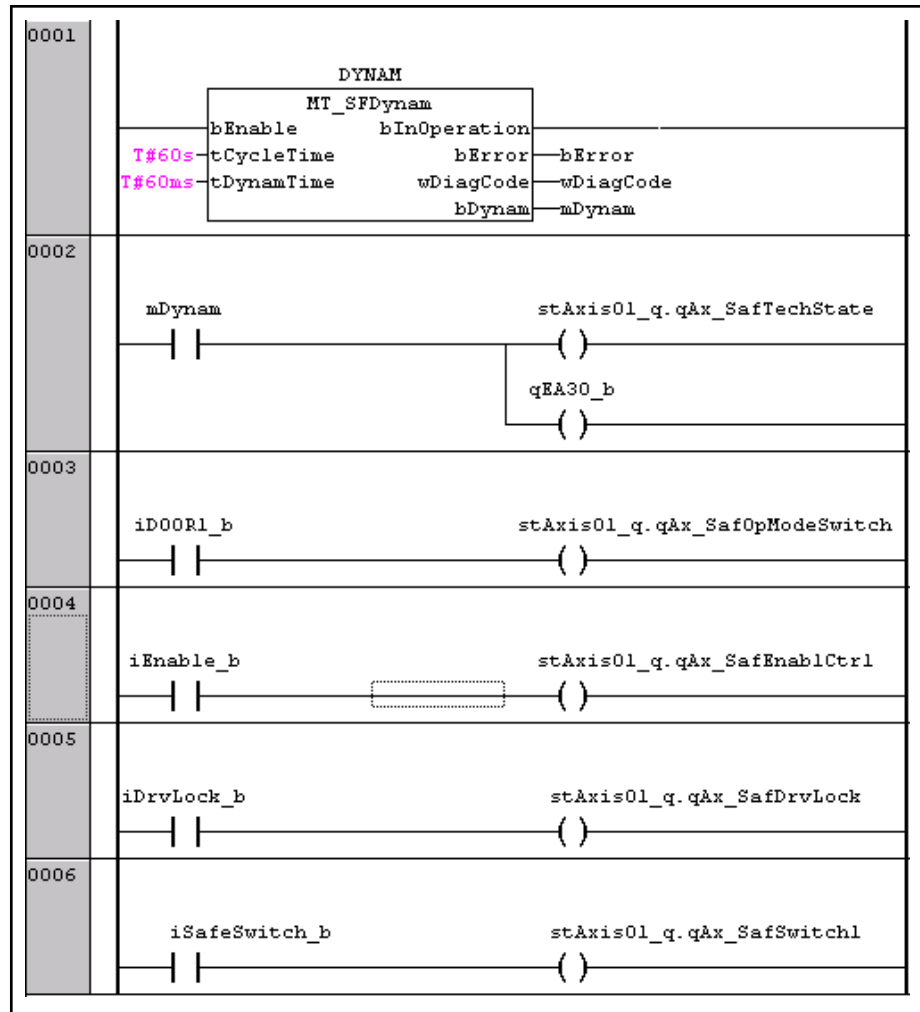 0001
DYNAM
MT_SFDynam
bEnable bInOperation
T#60s tCycleTime bError bError
T#60ms tDynamTime wDiagCode wDiagCode
bDynam mDynam
0002
mDynam stAxis01_q.qAx_SafTechState
qEA30_b
0003
iDOOR1_b stAxis01_q.qAx_SafOpModeSwitch
0004
iEnable_b stAxis01_q.qAx_SafEnablCtrl
0005
iDrvLock_b stAxis01_q.qAx_SafDrvLock
0006
iSafeSwitch_b stAxis01_q.qAx_SafSwitch1